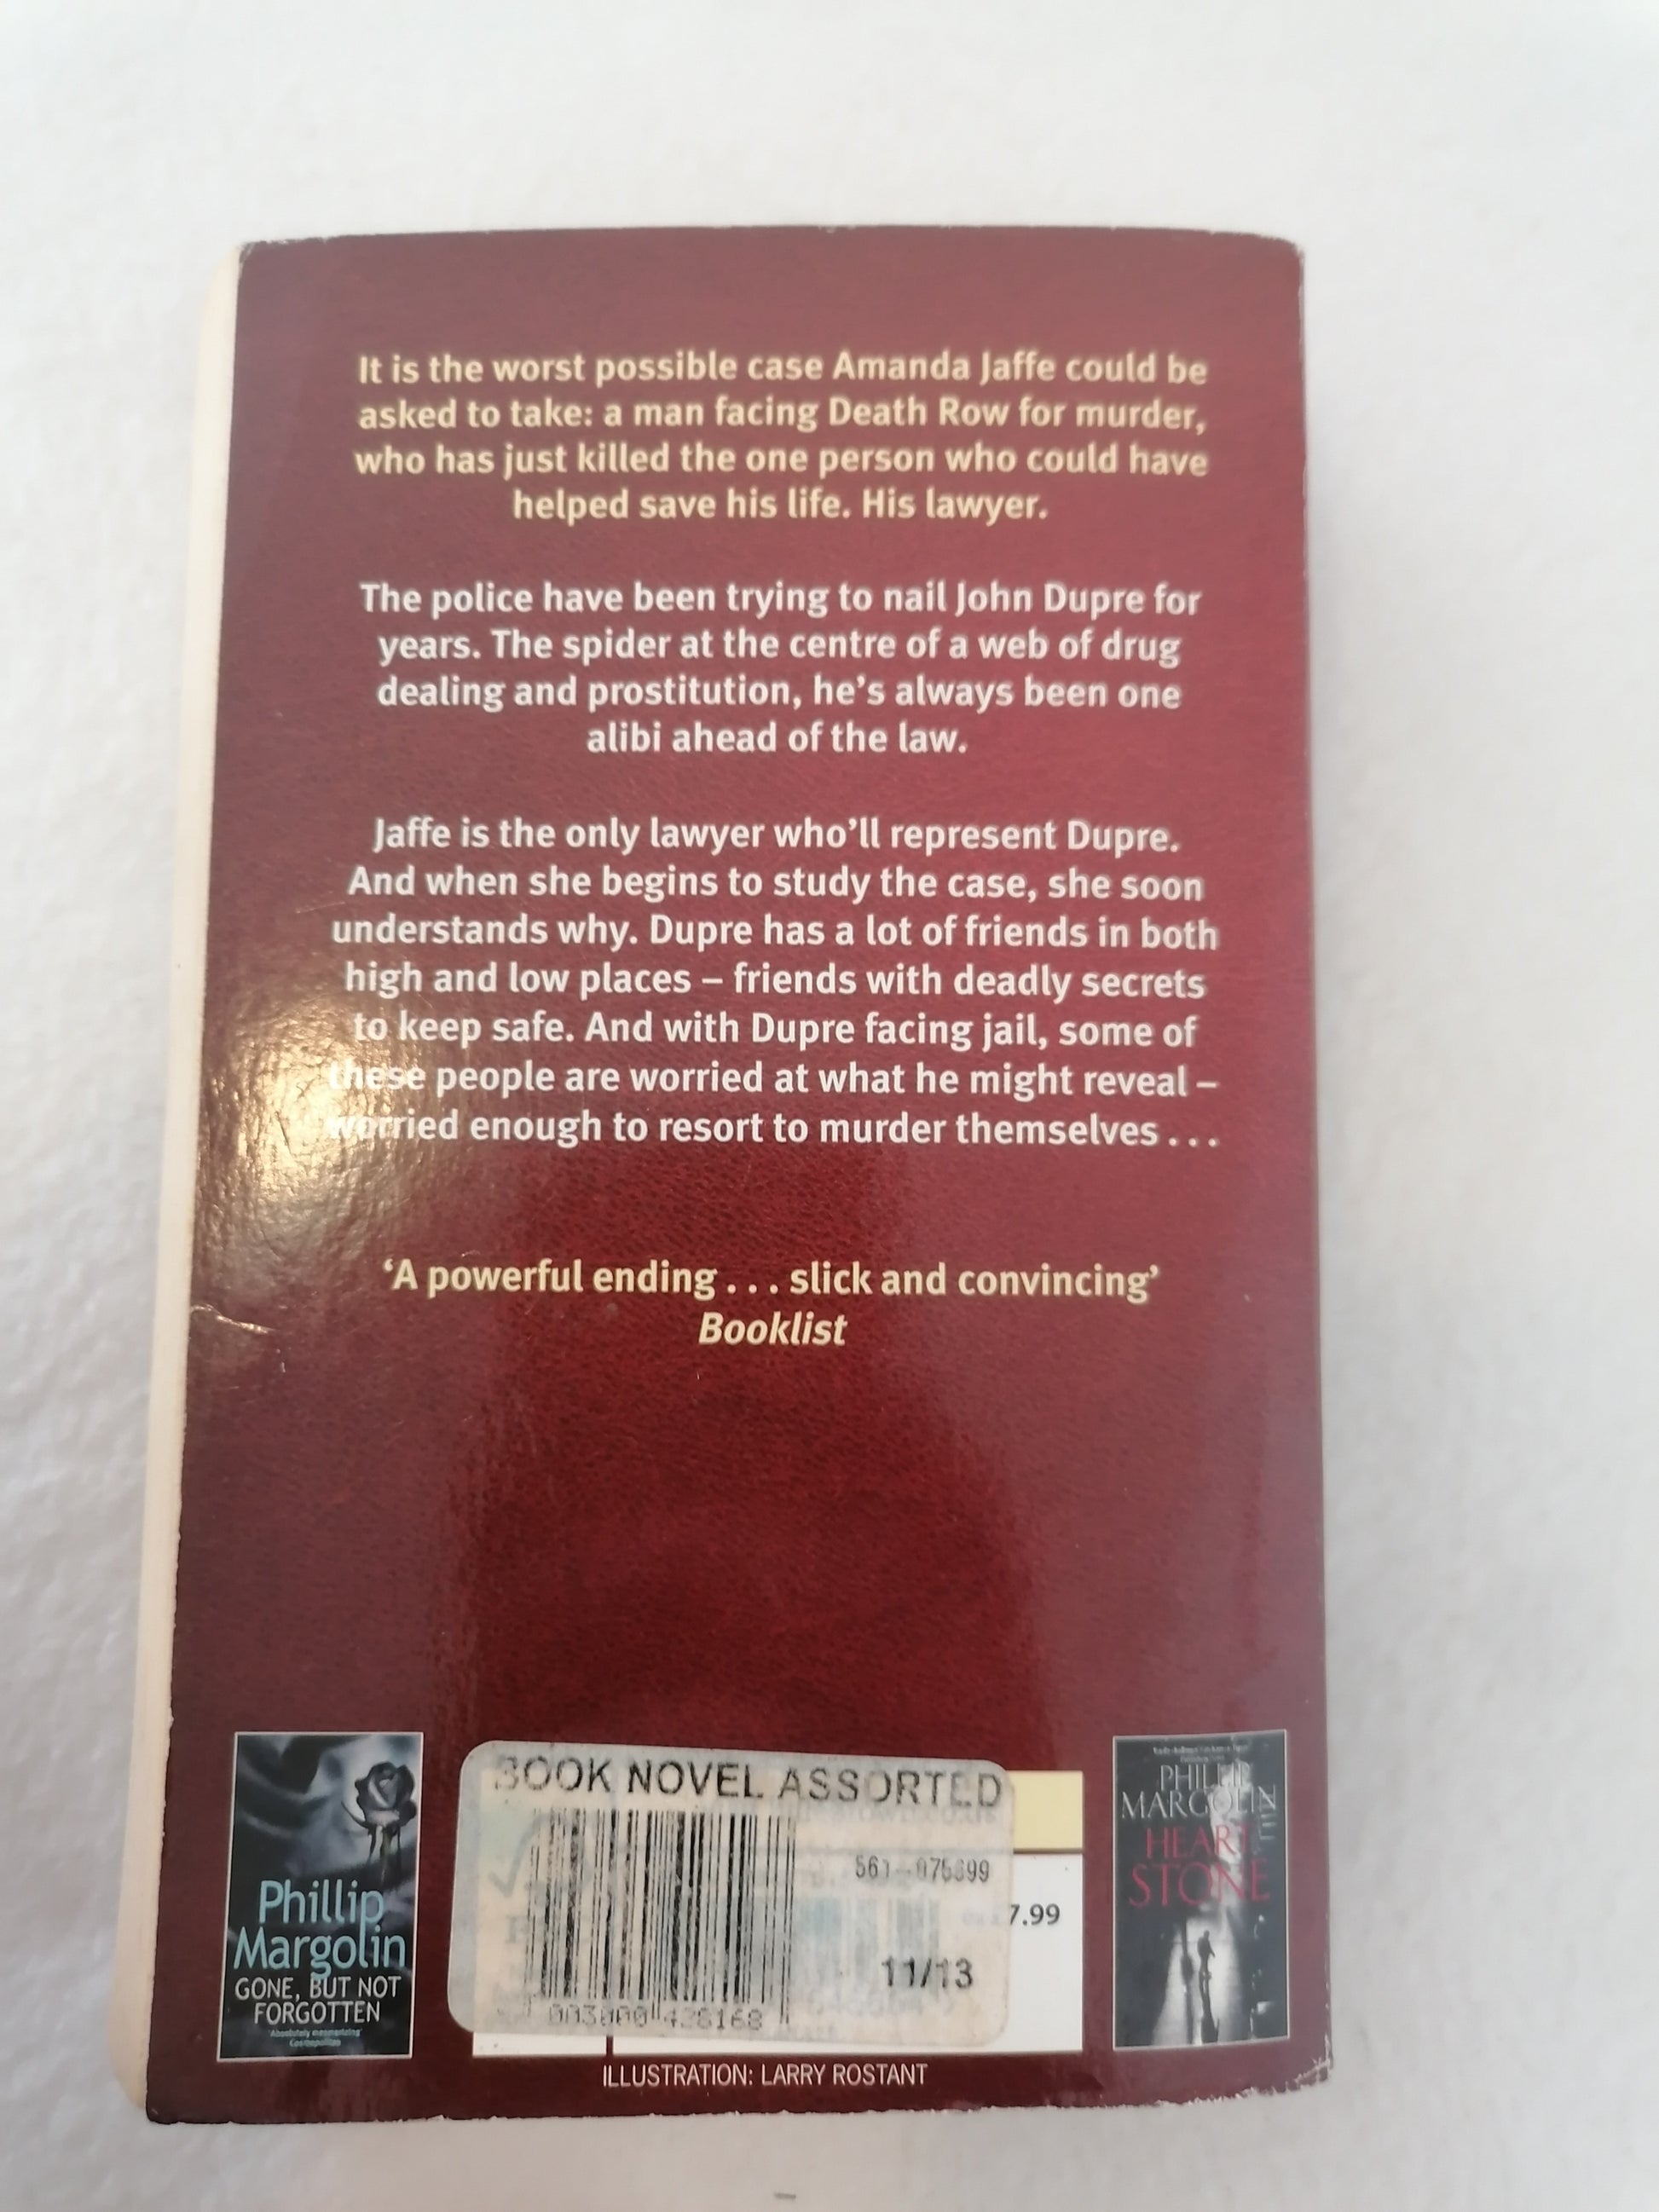 It is the worst possible case Amanda Jaffe could be
asked to take: a man facing Death Row for murder,
who has just killed the one person who could have
helped save his life. His lawyer.
The police have been trying to nail John Dupre for
years. The spider at the centre of a web of drug
dealing and prostitution, he's always been one
alibi ahead of the law.
Jaffe is the only lawyer who'll represent Dupre.
And when she begins to study the case, she soon
understands why. Dupre has a lot of friends in both
high and low places – friends with deadly secrets
to keep safe. And with Dupre facing jail, some of
these people are worried at what he might reveal –
worried enough to resort to murder themselves . . .
‘A powerful ending . . . slick and convincing’
Booklist
Phillip
Margolin
GONE, BUT NOT
FORGOTTEN
‘Absolutely mesmerizing’
Cosmopolitan
BOOK NOVEL ASSORTED
7.99
11/13
PHILLIP
MARGOLIN
HEART
STONE
ILLUSTRATION: LARRY ROSTANT